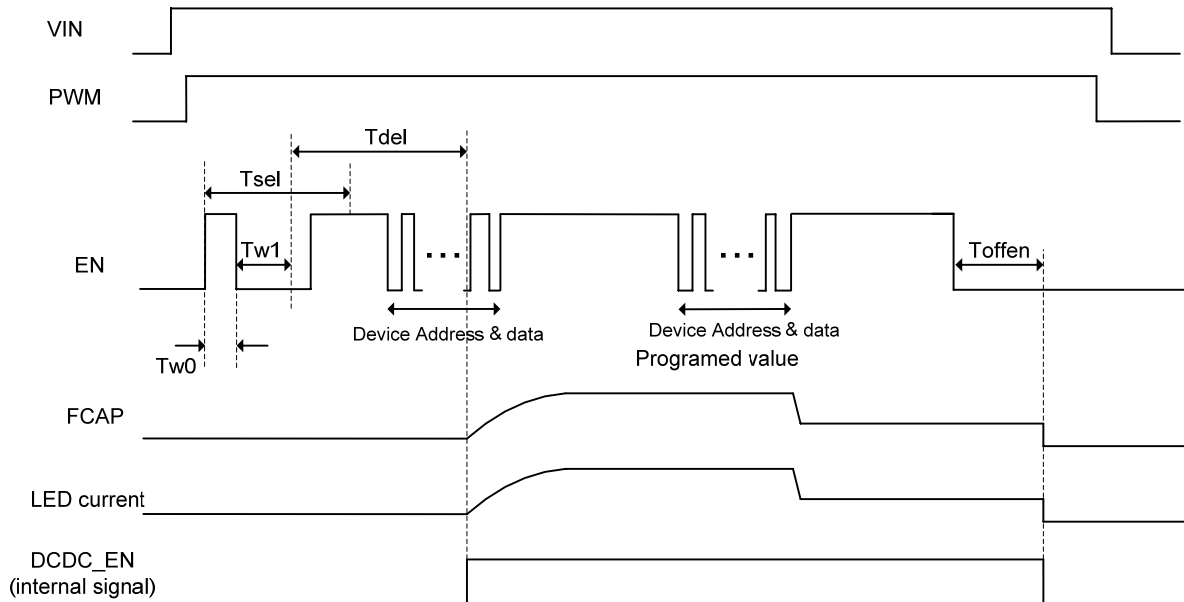 VIN
PWM
Tdel
Tsel
Tw1
EN
Toffen
Device Address & data
Device Address & data
Programed value
Tw0
FCAP
LED current
DCDC_EN
(internal signal)